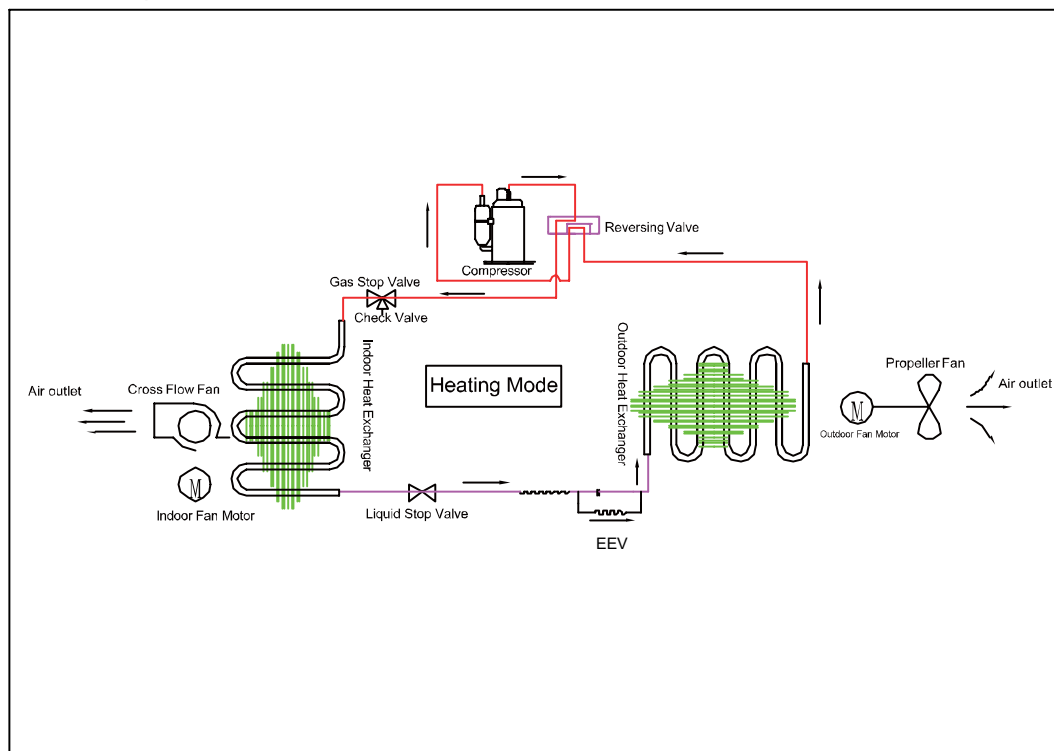 Reversing Valve
Compressor
Gas Stop Valve
Check Valve
Indoor Heat Exchanger
Outdoor Heat Exchanger
Heating Mode
Air outlet
Cross Flow Fan
M
Indoor Fan Motor
Propeller Fan
Air outlet
M
Outdoor Fan Motor
Liquid Stop Valve
EEV